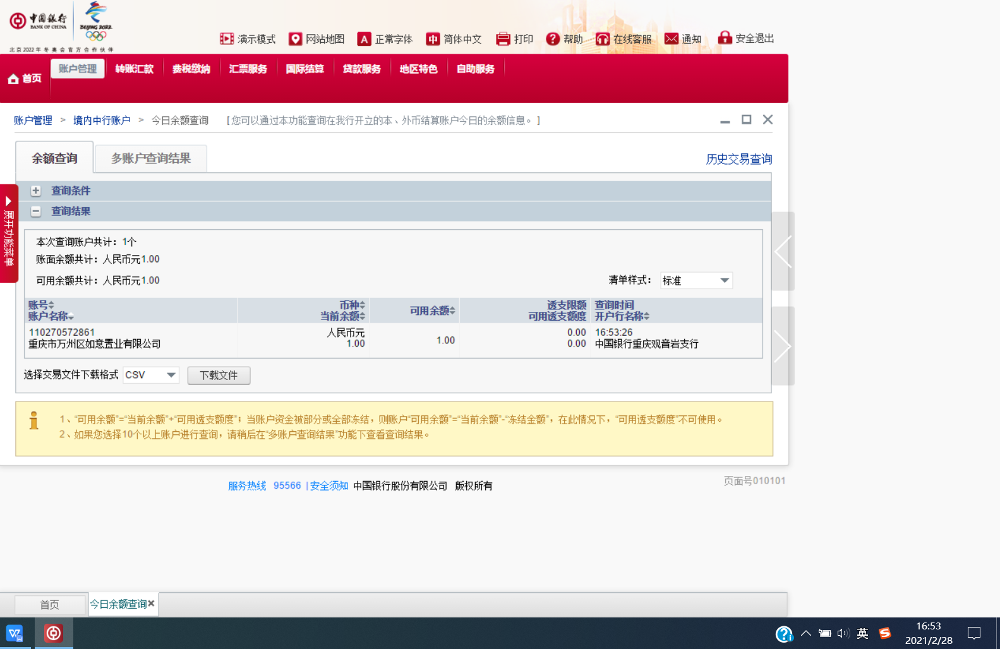 中国银行 BANK OF CHINA
BEIJING 2022
北京2022年冬奥会官方合作伙伴
演示模式 网站地图 A 正常字体 中 简体中文 打印 ? 帮助 在线客服 通知 安全退出
首页 账户管理 转账汇款 费税缴纳 汇票服务 国际结算 贷款服务 地区特色 自助服务
账户管理 > 境内中行账户 > 今日余额查询 [ 您可以通过本功能查询在我行开立的本、外币结算账户今日的余额信息。 ]
余额查询 多账户查询结果 历史交易查询
查询条件
查询结果
展开功能菜单
本次查询账户共计：1个
账面余额共计：人民币元1.00
可用余额共计：人民币元1.00 清单样式： 标准
账号 币种 可用余额 透支限额 查询时间
账户名称 当前余额 可用透支额度 开户行名称
110270572861 人民币元 1.00 0.00 16:53:26
重庆市万州区如意置业有限公司 1.00 0.00 中国银行重庆观音岩支行
选择交易文件下载格式 CSV 下载文件
1、“可用余额”=“当前余额”+“可用透支额度”；当账户资金被部分或全部冻结，则账户“可用余额”=“当前余额”-“冻结金额”，在此情况下，“可用透支额度”不可使用。
2、如果您选择10个以上账户进行查询，请稍后在“多账户查询结果”功能下查看查询结果。
服务热线 95566 | 安全须知 中国银行股份有限公司 版权所有 页面号010101
首页 今日余额查询
英 16:53
2021/2/28